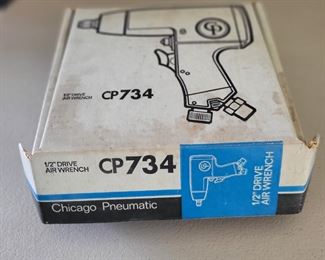 CP
1/2" DRIVE
AIR WRENCH
CP734
1/2" DRIVE
AIR WRENCH
CP734
Chicago Pneumatic
1/2" DRIVE
AIR WRENCH